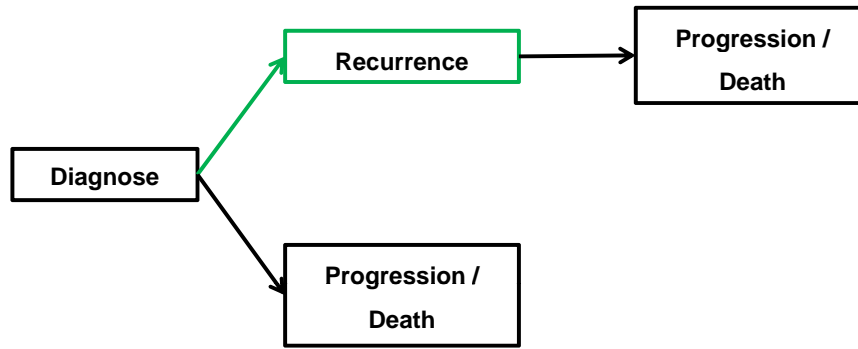 Progression /
Death
Recurrence
Diagnose
Progression /
Death